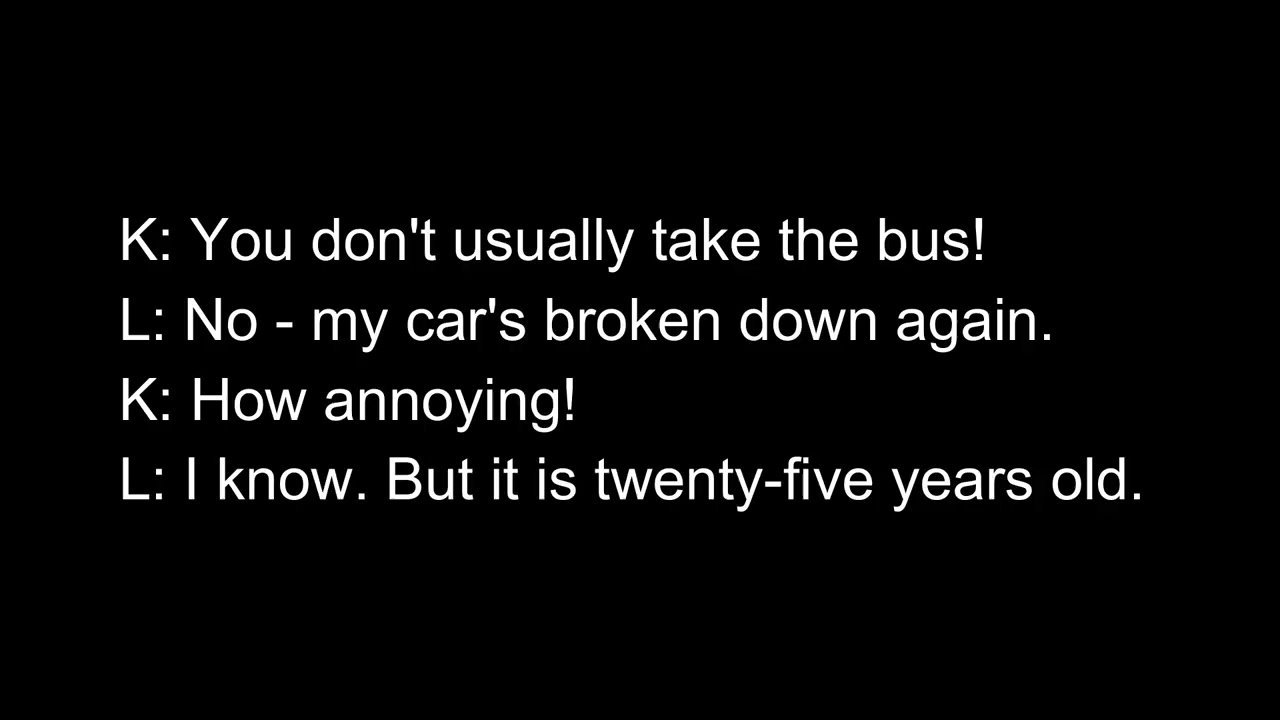 K: You don't usually take the bus!
L: No - my car's broken down again.
K: How annoying!
L: I know. But it is twenty-five years old.